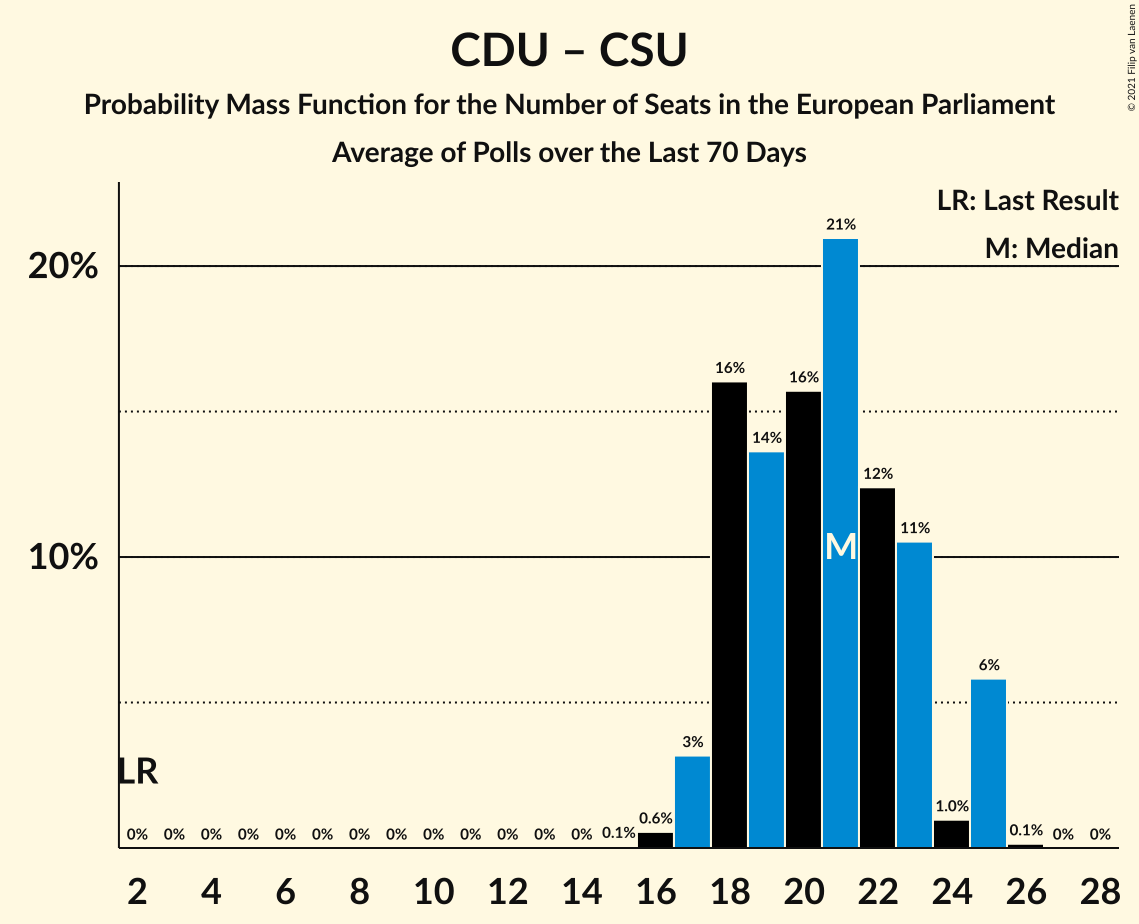 © 2021 Filip van Laenen
CDU – CSU
Probability Mass Function for the Number of Seats in the European Parliament
Average of Polls over the Last 70 Days
LR: Last Result
M: Median
20%
10%
LR
M
0% 0% 0% 0% 0% 0% 0% 0% 0% 0% 0% 0% 0% 0.1% 0.6% 3% 16% 14% 16% 21% 12% 11% 1.0% 6% 0.1% 0% 0%
2 4 6 8 10 12 14 16 18 20 22 24 26 28